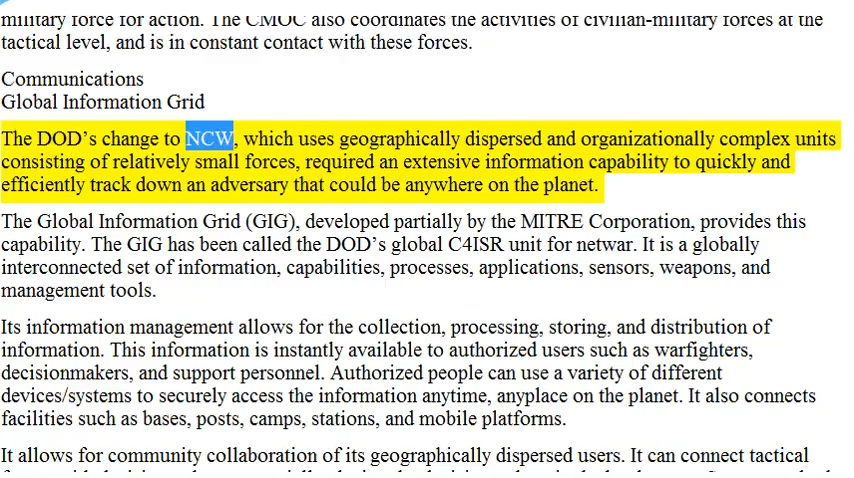 military force for action. The CMOC also coordinates the activities of civilian-military forces at the
tactical level, and is in constant contact with these forces.
Communications
Global Information Grid
The DOD’s change to NCW, which uses geographically dispersed and organizationally complex units
consisting of relatively small forces, required an extensive information capability to quickly and
efficiently track down an adversary that could be anywhere on the planet.
The Global Information Grid (GIG), developed partially by the MITRE Corporation, provides this
capability. The GIG has been called the DOD’s global C4ISR unit for netwar. It is a globally
interconnected set of information, capabilities, processes, applications, sensors, weapons, and
management tools.
Its information management allows for the collection, processing, storing, and distribution of
information. This information is instantly available to authorized users such as warfighters,
decisionmakers, and support personnel. Authorized people can use a variety of different
devices/systems to securely access the information anytime, anyplace on the planet. It also connects
facilities such as bases, posts, camps, stations, and mobile platforms.
It allows for community collaboration of its geographically dispersed users. It can connect tactical